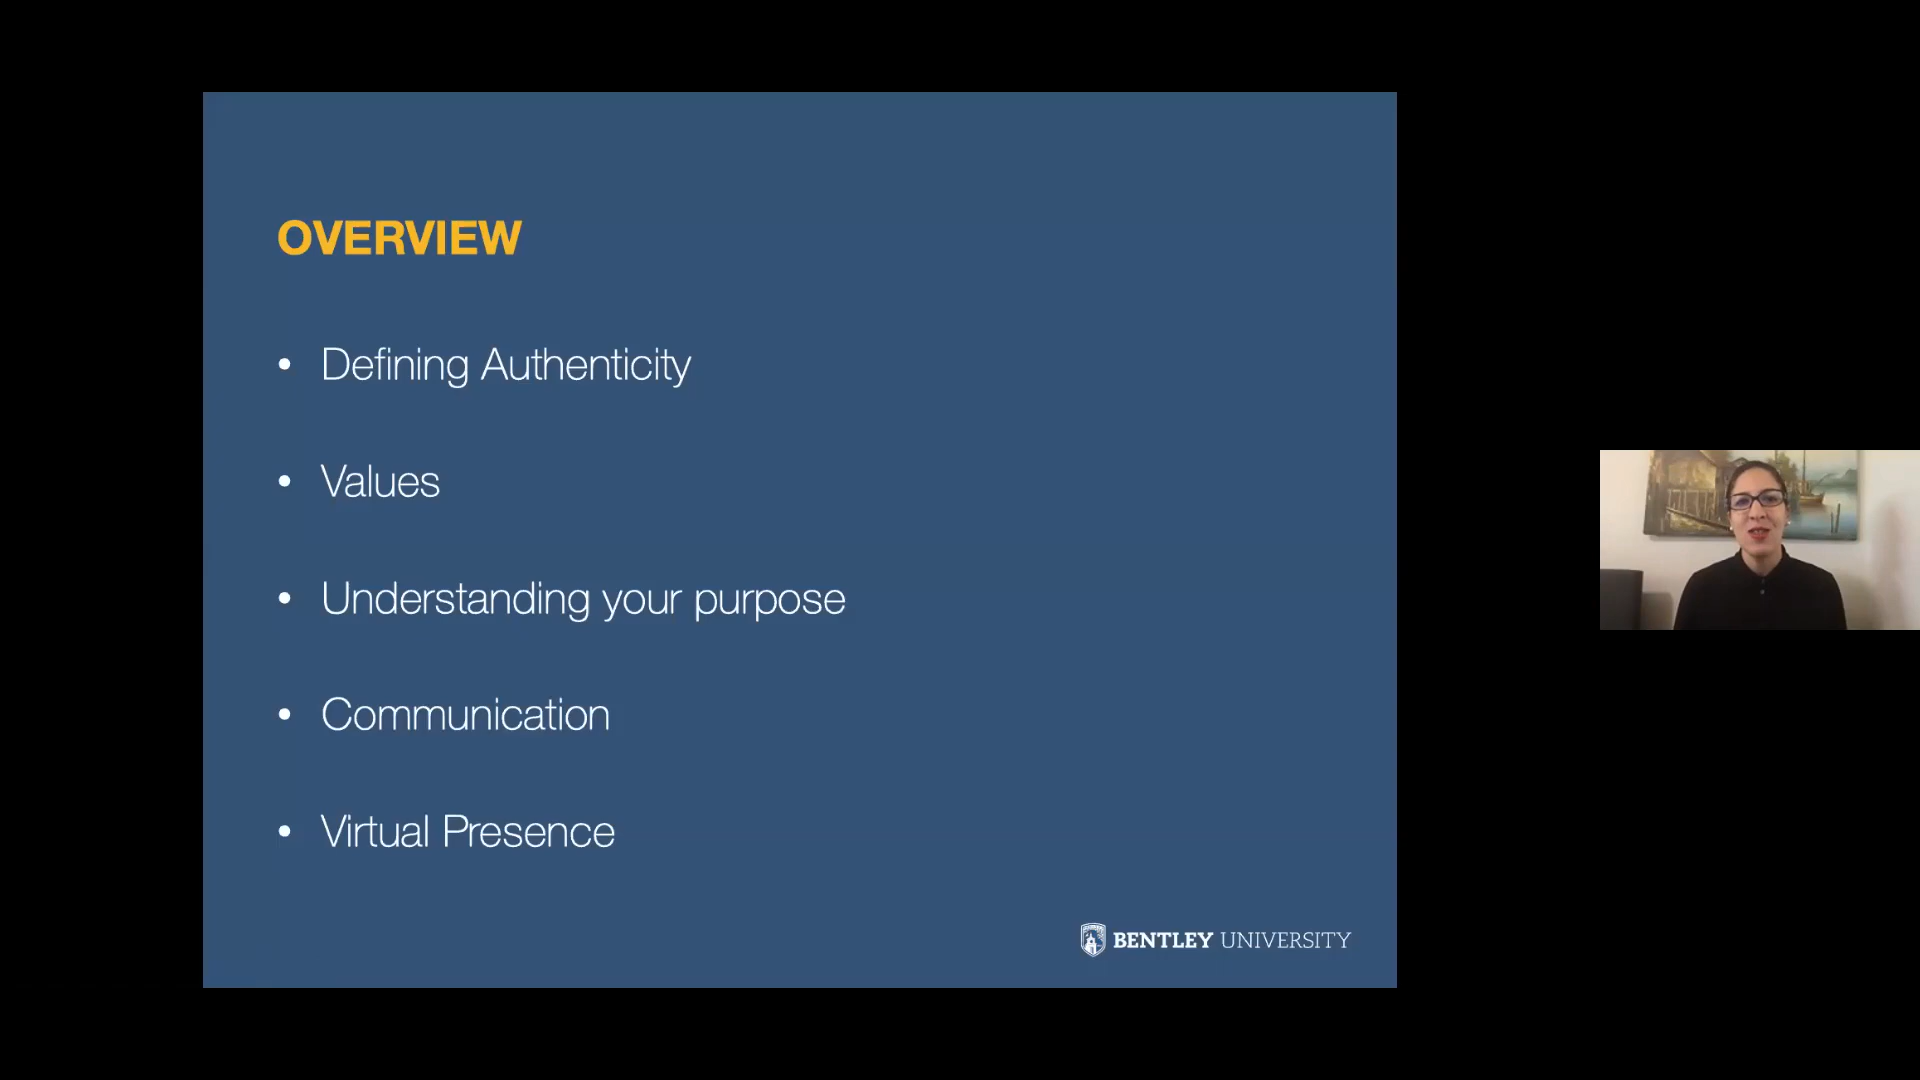 OVERVIEW
• Defining Authenticity
• Values
• Understanding your purpose
• Communication
• Virtual Presence
BENTLEY UNIVERSITY